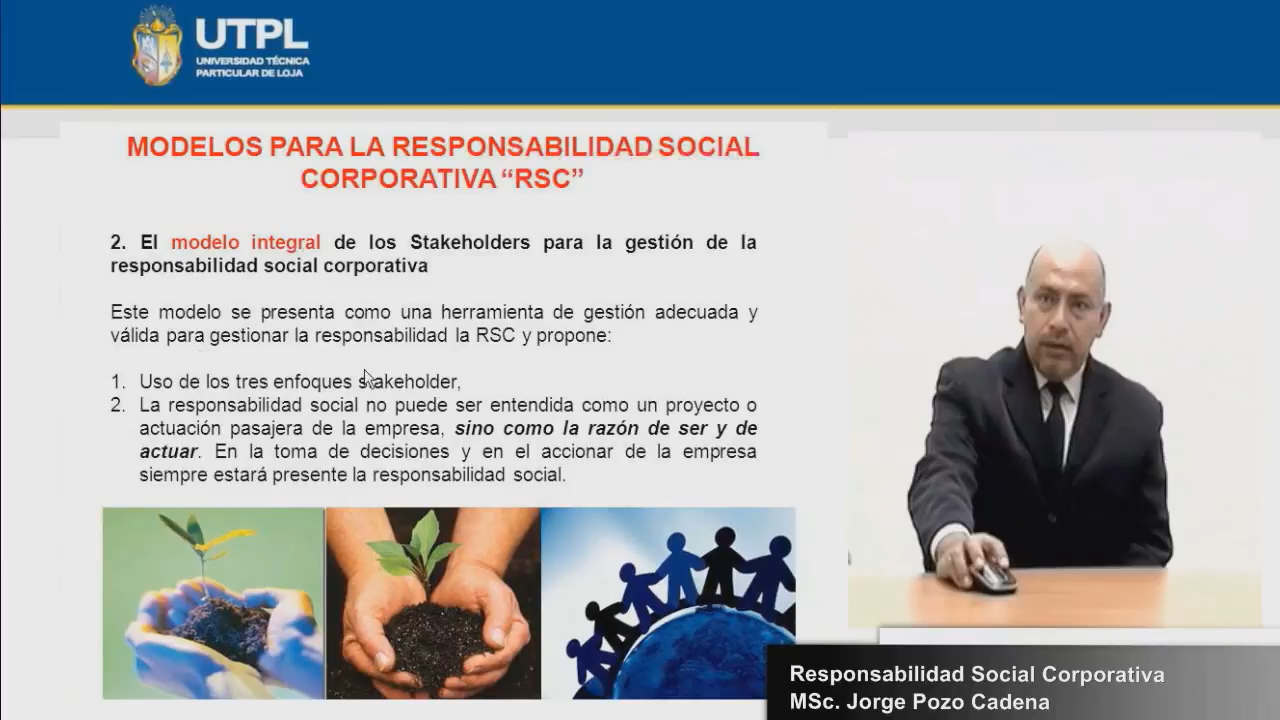 UTPL
UNIVERSIDAD TÉCNICA
PARTICULAR DE LOJA
MODELOS PARA LA RESPONSABILIDAD SOCIAL
CORPORATIVA “RSC”
2. El modelo integral de los Stakeholders para la gestión de la
responsabilidad social corporativa
Este modelo se presenta como una herramienta de gestión adecuada y
válida para gestionar la responsabilidad la RSC y propone:
1. Uso de los tres enfoques stakeholder,
2. La responsabilidad social no puede ser entendida como un proyecto o
actuación pasajera de la empresa, sino como la razón de ser y de
actuar. En la toma de decisiones y en el accionar de la empresa
siempre estará presente la responsabilidad social.
Responsabilidad Social Corporativa
MSc. Jorge Pozo Cadena